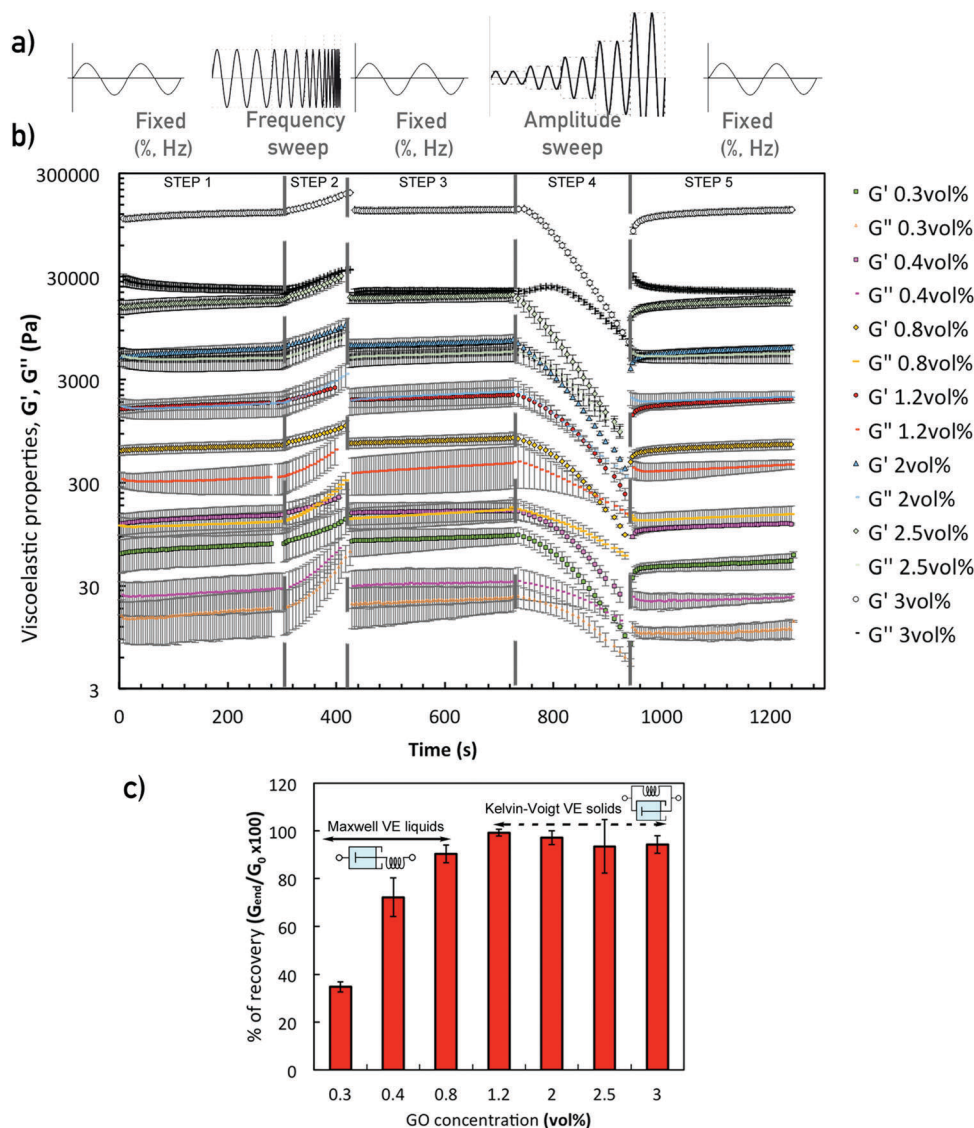 a)
Fixed
(%, Hz)
Frequency
sweep
Fixed
(%, Hz)
Amplitude
sweep
Fixed
(%, Hz)
b)
STEP 1
STEP 2
STEP 3
STEP 4
STEP 5
Viscoelastic properties, G', G'' (Pa)
300000
30000
3000
300
30
3
0
200
400
600
800
1000
1200
Time (s)
G' 0.3vol%
G'' 0.3vol%
G' 0.4vol%
G'' 0.4vol%
G' 0.8vol%
G'' 0.8vol%
G' 1.2vol%
G'' 1.2vol%
G' 2vol%
G'' 2vol%
G' 2.5vol%
G'' 2.5vol%
G' 3vol%
G'' 3vol%
c)
% of recovery (Gend/G0 x100)
120
100
80
60
40
20
0
Maxwell VE liquids
Kelvin-Voigt VE solids
0.3
0.4
0.8
1.2
2
2.5
3
GO concentration (vol%)